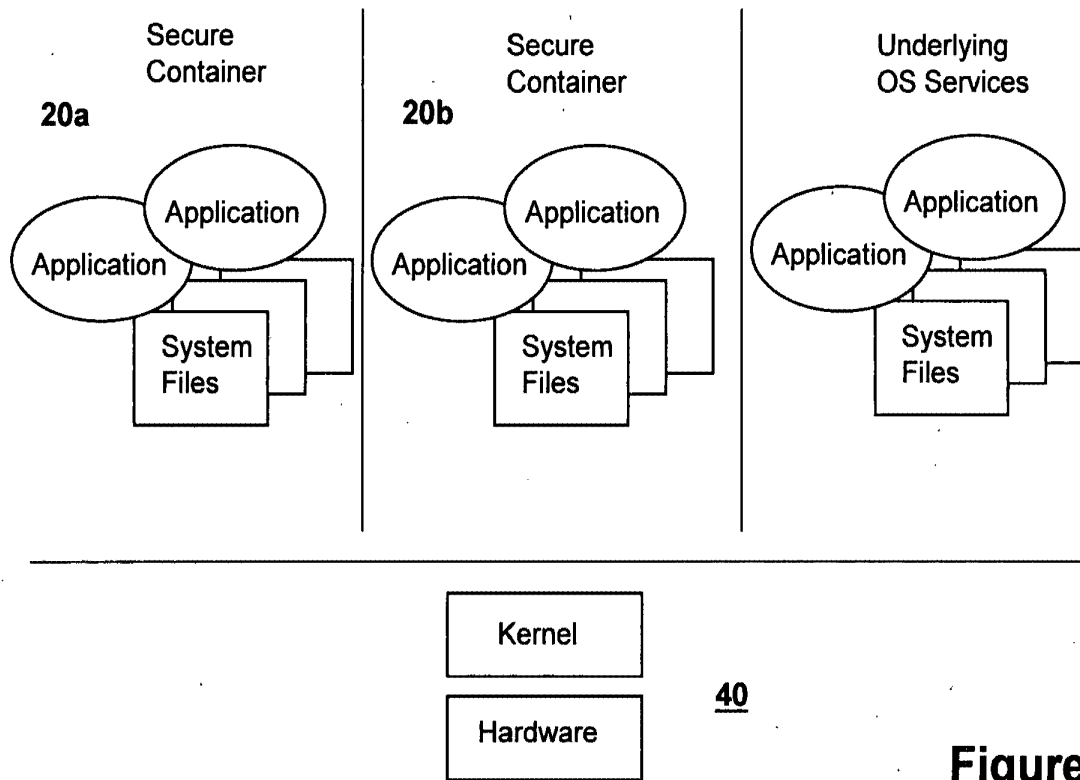 Secure
Container
20a
Application
Application
System
Files
Secure
Container
20b
Application
Application
System
Files
Underlying
OS Services
Application
Application
System
Files
Kernel
Hardware
40
Figure